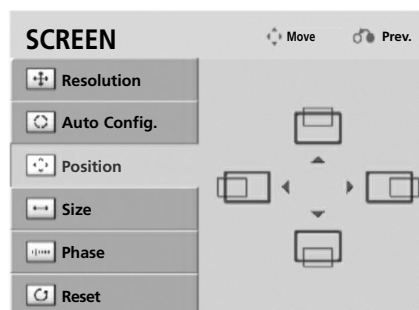 SCREEN
Move
Prev.
Resolution
Auto Config.
Position
Size
Phase
Reset